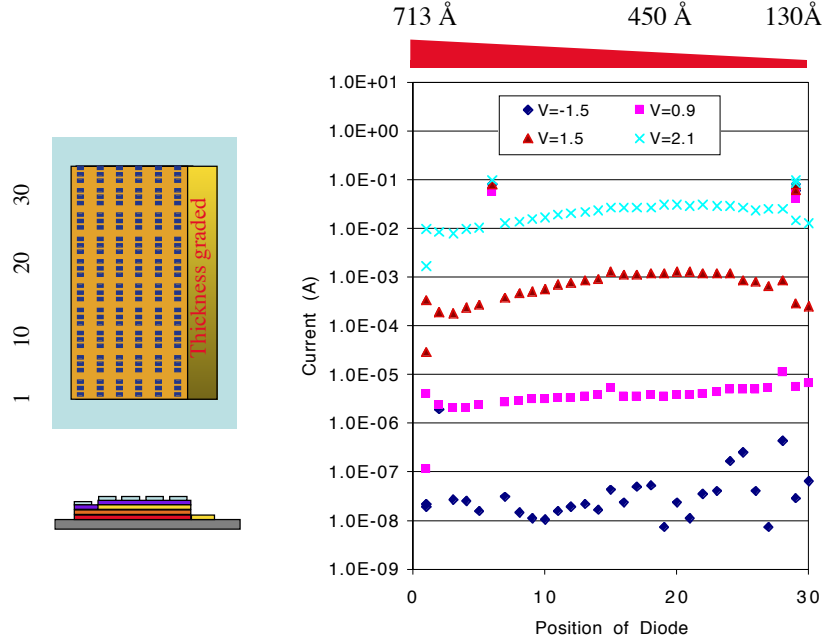 713 Å 450 Å 130Å
1.0E+01
1.0E+00
1.0E-01
1.0E-02
1.0E-03
1.0E-04
1.0E-05
1.0E-06
1.0E-07
1.0E-08
1.0E-09
Current (A)
V=-1.5 V=0.9
V=1.5 V=2.1
0 10 20 30
Position of Diode
30
20
10
1
Thickness graded